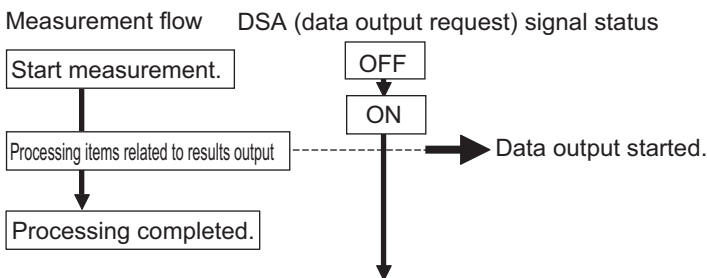 Measurement flow
DSA (data output request) signal status
Start measurement.
OFF
ON
Processing items related to results output
Data output started.
Processing completed.